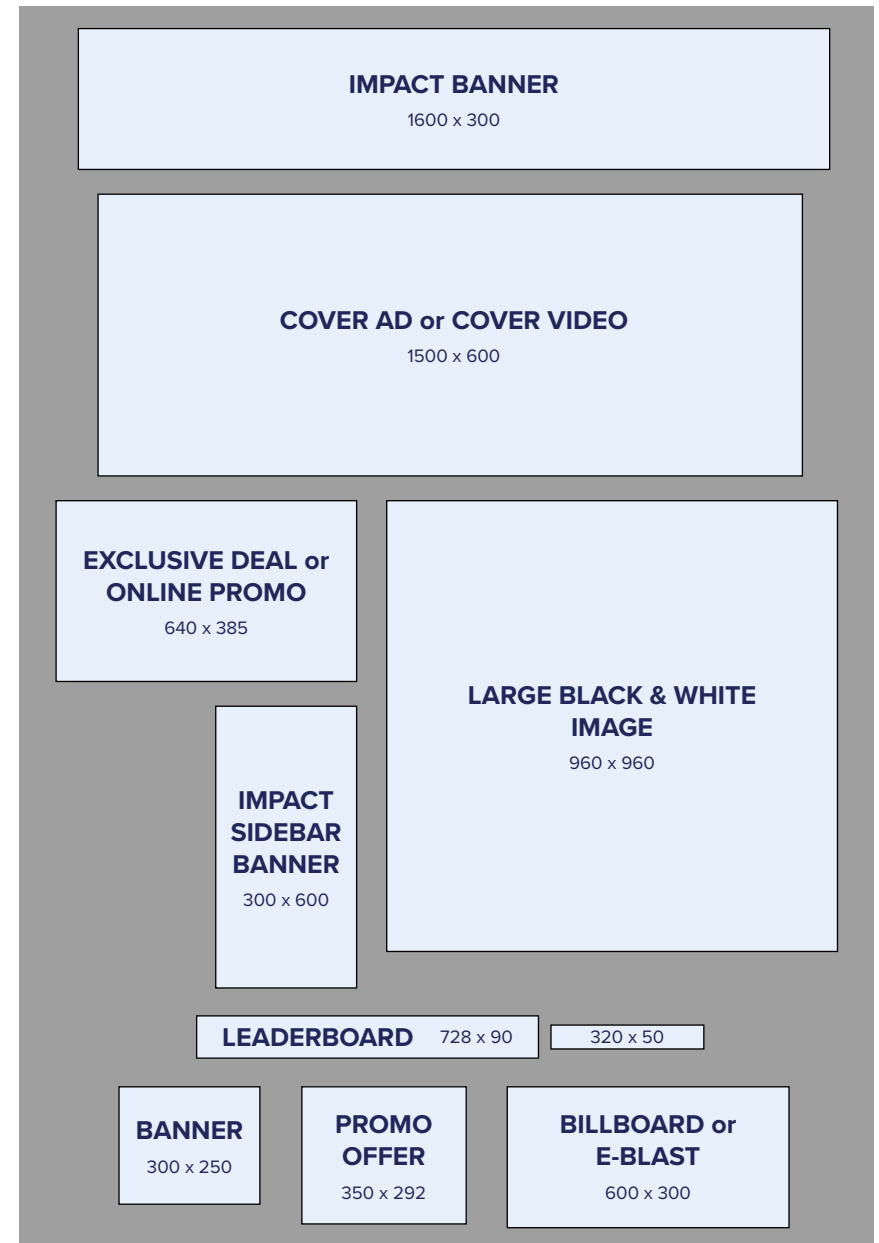 IMPACT BANNER
1600 x 300
COVER AD or COVER VIDEO
1500 x 600
EXCLUSIVE DEAL or
ONLINE PROMO
640 x 385
LARGE BLACK & WHITE
IMAGE
960 x 960
IMPACT
SIDEBAR
BANNER
300 x 600
LEADERBOARD 728 x 90
320 x 50
BANNER
300 x 250
PROMO
OFFER
350 x 292
BILLBOARD or
E-BLAST
600 x 300